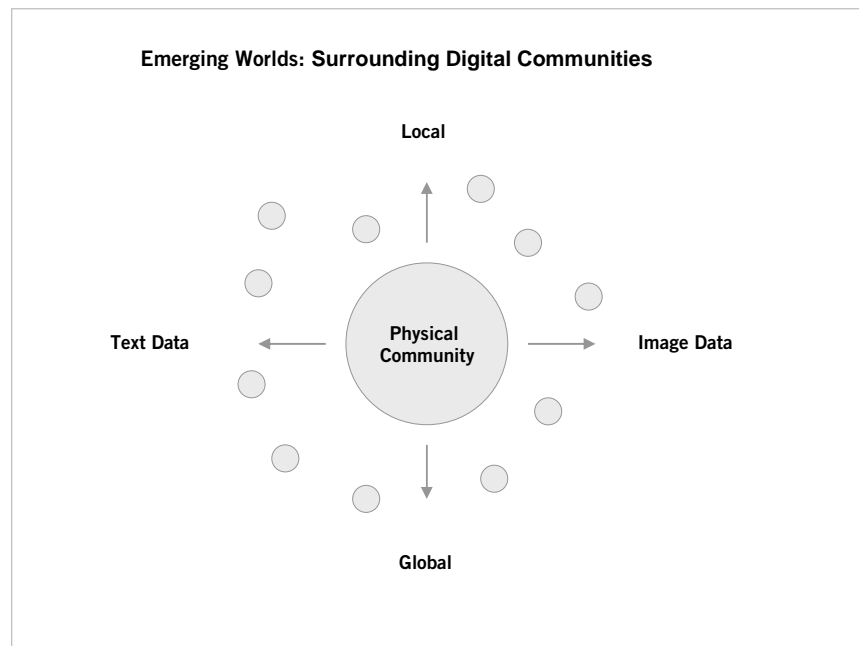 Emerging Worlds: Surrounding Digital Communities
Local
Text Data
Physical
Community
Image Data
Global